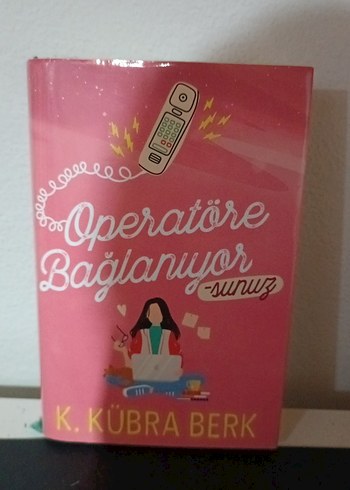 Operatöre
Bağlanıyor
-sunuz
K. KÜBRA BERK